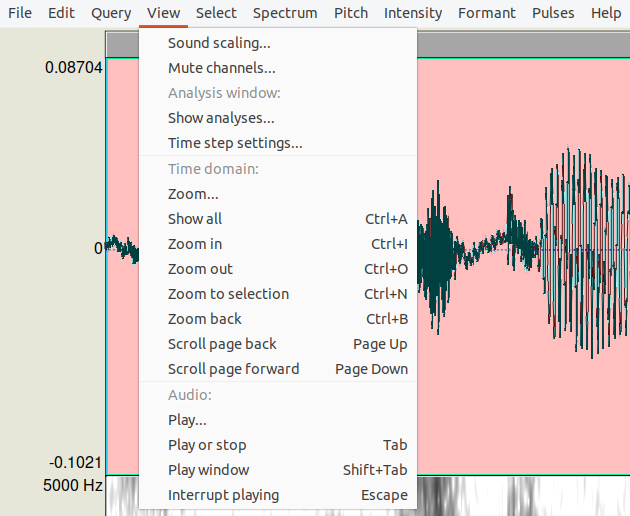 File Edit Query View Select Spectrum Pitch Intensity Formant Pulses Help
Sound scaling...
0.08704
Mute channels...
Analysis window:
Show analyses...
Time step settings...
Time domain:
Zoom...
Show all Ctrl+A
0
Zoom in Ctrl+I
Zoom out Ctrl+O
Zoom to selection Ctrl+N
Zoom back Ctrl+B
Scroll page back Page Up
Scroll page forward Page Down
Audio:
Play...
Play or stop Tab
-0.1021
Play window Shift+Tab
5000 Hz
Interrupt playing Escape